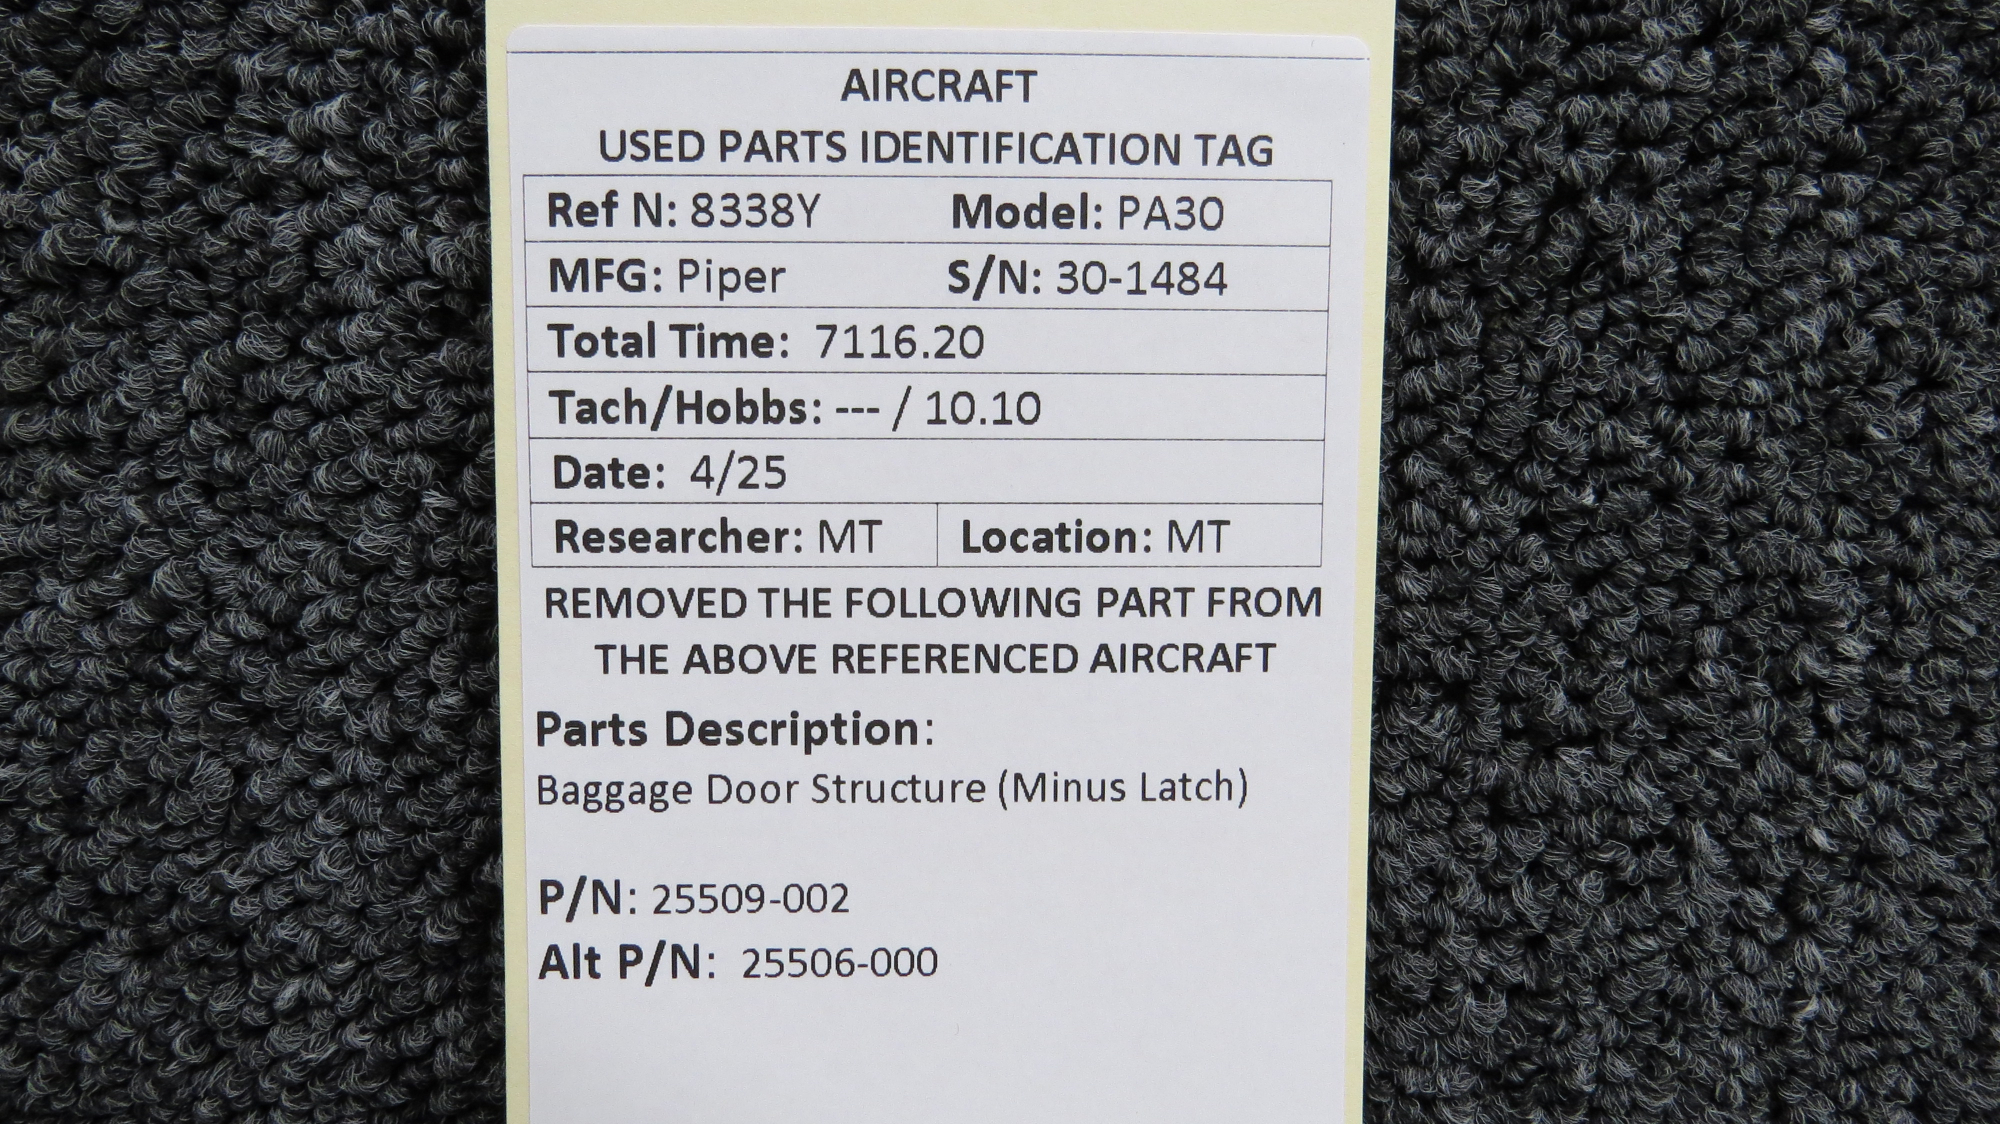 AIRCRAFT
USED PARTS IDENTIFICATION TAG
Ref N: 8338Y Model: PA30
MFG: Piper S/N: 30-1484
Total Time: 7116.20
Tach/Hobbs: --- / 10.10
Date: 4/25
Researcher: MT Location: MT
REMOVED THE FOLLOWING PART FROM
THE ABOVE REFERENCED AIRCRAFT
Parts Description:
Baggage Door Structure (Minus Latch)
P/N: 25509-002
Alt P/N: 25506-000